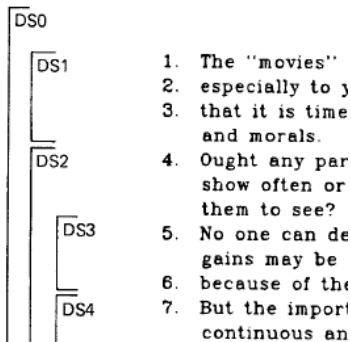 DS0
DS1
1. The "movies"
2. especially to y
3. that it is time
and morals.
DS2
4. Ought any par
show often or
them to see?
DS3
5. No one can de
gains may be
6. because of the
DS4
7. But the import
continuous an